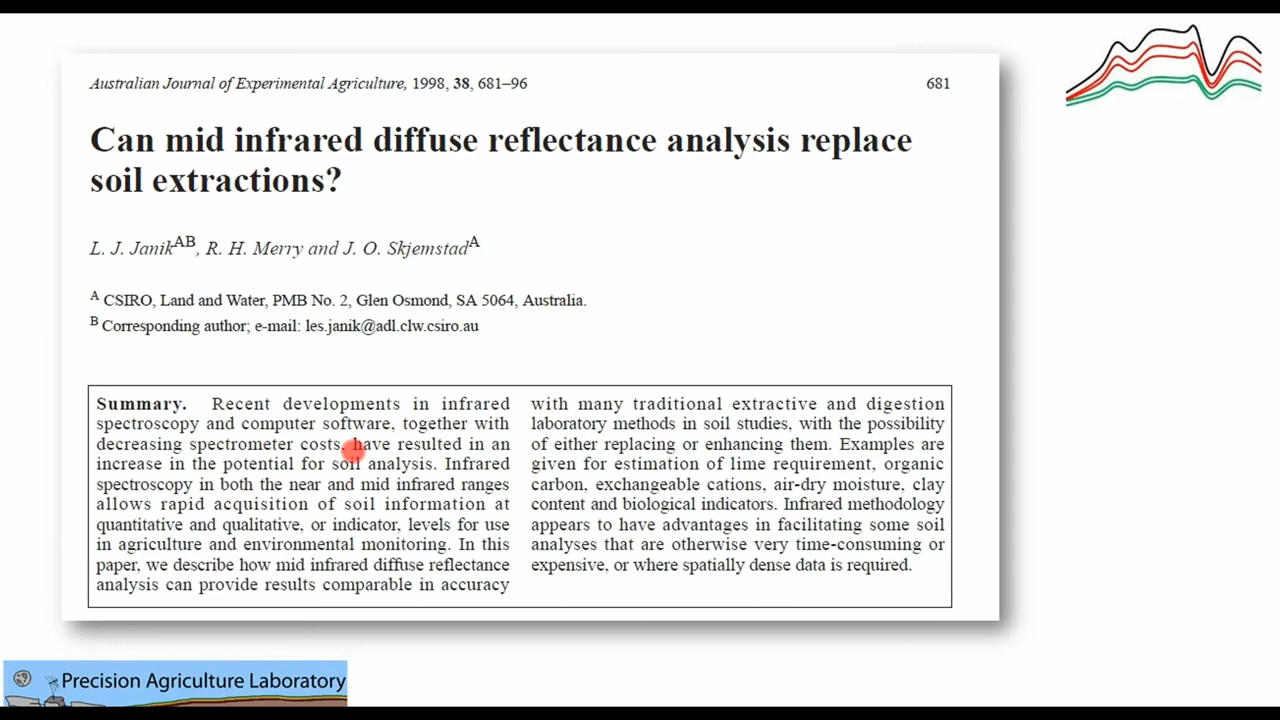 Australian Journal of Experimental Agriculture, 1998, 38, 681–96
681
Can mid infrared diffuse reflectance analysis replace
soil extractions?
L. J. Janik^AB, R. H. Merry and J. O. Skjemstad^A
A CSIRO, Land and Water, PMB No. 2, Glen Osmond, SA 5064, Australia.
B Corresponding author; e-mail: les.janik@adl.clw.csiro.au
Summary. Recent developments in infrared
spectroscopy and computer software, together with
decreasing spectrometer costs, have resulted in an
increase in the potential for soil analysis. Infrared
spectroscopy in both the near and mid infrared ranges
allows rapid acquisition of soil information at
quantitative and qualitative, or indicator, levels for use
in agriculture and environmental monitoring. In this
paper, we describe how mid infrared diffuse reflectance
analysis can provide results comparable in accuracy
with many traditional extractive and digestion
laboratory methods in soil studies, with the possibility
of either replacing or enhancing them. Examples are
given for estimation of lime requirement, organic
carbon, exchangeable cations, air-dry moisture, clay
content and biological indicators. Infrared methodology
appears to have advantages in facilitating some soil
analyses that are otherwise very time-consuming or
expensive, or where spatially dense data is required.
Precision Agriculture Laboratory